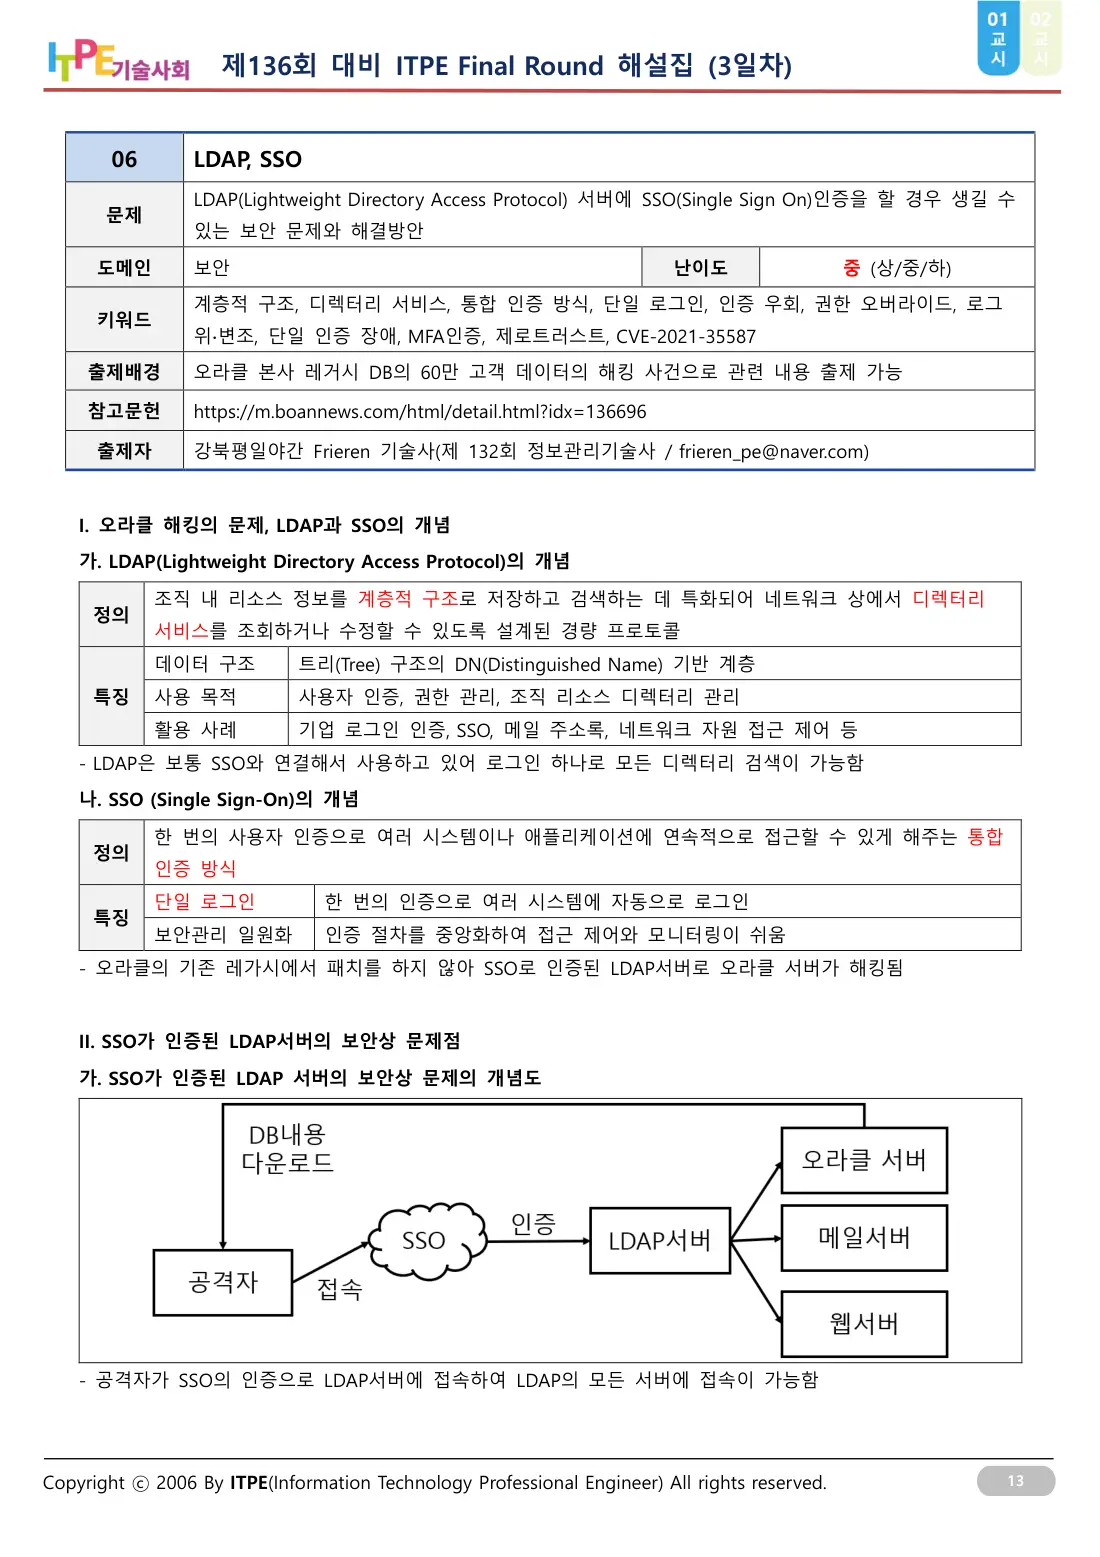 ITPE기술사회
제136회 대비 ITPE Final Round 해설집 (3일차)
01
교
시
02
교
시
06
LDAP, SSO
문제
LDAP(Lightweight Directory Access Protocol) 서버에 SSO(Single Sign On)인증을 할 경우 생길 수
있는 보안 문제와 해결방안
도메인
보안
난이도
중 (상/중/하)
키워드
계층적 구조, 디렉터리 서비스, 통합 인증 방식, 단일 로그인, 인증 우회, 권한 오버라이드, 로그
위·변조, 단일 인증 장애, MFA인증, 제로트러스트, CVE-2021-35587
출제배경
오라클 본사 레거시 DB의 60만 고객 데이터의 해킹 사건으로 관련 내용 출제 가능
참고문헌
https://m.boannews.com/html/detail.html?idx=136696
출제자
강북평일야간 Frieren 기술사(제 132회 정보관리기술사 / frieren_pe@naver.com)
I. 오라클 해킹의 문제, LDAP과 SSO의 개념
가. LDAP(Lightweight Directory Access Protocol)의 개념
정의
조직 내 리소스 정보를 계층적 구조로 저장하고 검색하는 데 특화되어 네트워크 상에서 디렉터리
서비스를 조회하거나 수정할 수 있도록 설계된 경량 프로토콜
특징
데이터 구조
트리(Tree) 구조의 DN(Distinguished Name) 기반 계층
사용 목적
사용자 인증, 권한 관리, 조직 리소스 디렉터리 관리
활용 사례
기업 로그인 인증, SSO, 메일 주소록, 네트워크 자원 접근 제어 등
- LDAP은 보통 SSO와 연결해서 사용하고 있어 로그인 하나로 모든 디렉터리 검색이 가능함
나. SSO (Single Sign-On)의 개념
정의
한 번의 사용자 인증으로 여러 시스템이나 애플리케이션에 연속적으로 접근할 수 있게 해주는 통합
인증 방식
특징
단일 로그인
한 번의 인증으로 여러 시스템에 자동으로 로그인
보안관리 일원화
인증 절차를 중앙화하여 접근 제어와 모니터링이 쉬움
- 오라클의 기존 레가시에서 패치를 하지 않아 SSO로 인증된 LDAP서버로 오라클 서버가 해킹됨
II. SSO가 인증된 LDAP서버의 보안상 문제점
가. SSO가 인증된 LDAP 서버의 보안상 문제의 개념도
DB내용
다운로드
오라클 서버
SSO
인증
LDAP서버
메일서버
공격자
접속
웹서버
- 공격자가 SSO의 인증으로 LDAP서버에 접속하여 LDAP의 모든 서버에 접속이 가능함
Copyright ⓒ 2006 By ITPE(Information Technology Professional Engineer) All rights reserved.
13